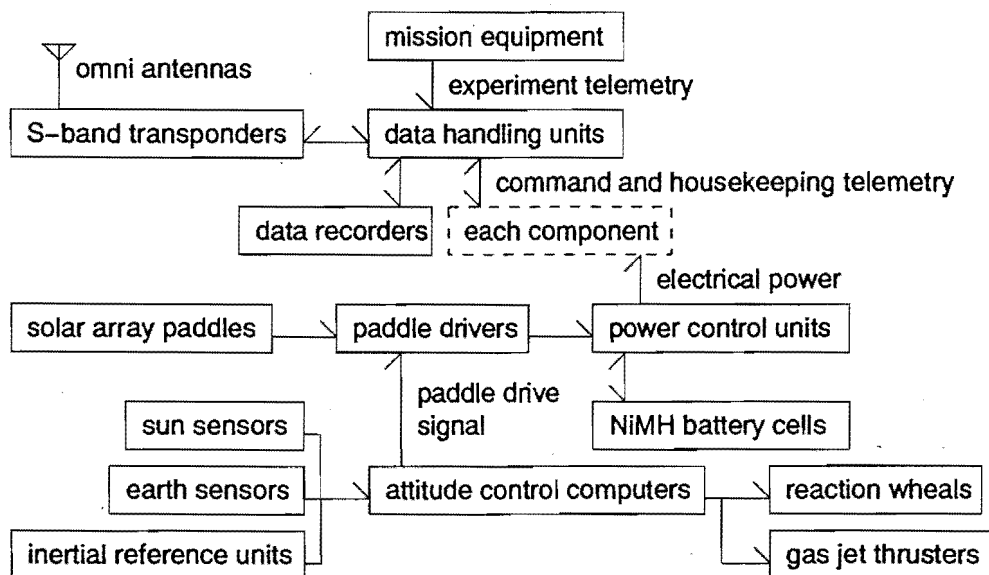 mission equipment
omni antennas
experiment telemetry
S-band transponders
data handling units
command and housekeeping telemetry
data recorders
each component
electrical power
solar array paddles
paddle drivers
power control units
paddle drive
signal
sun sensors
NiMH battery cells
earth sensors
attitude control computers
reaction wheals
inertial reference units
gas jet thrusters